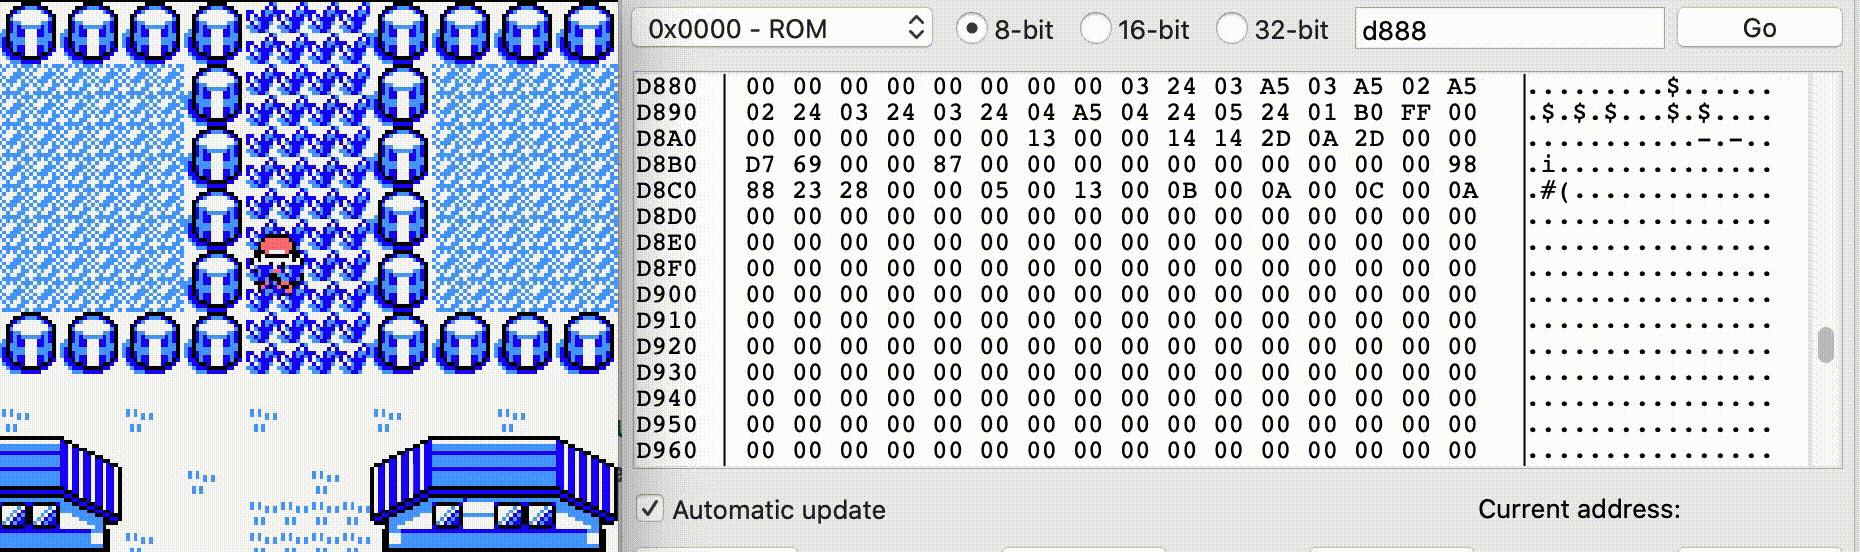 0x0000 - ROM 8-bit 16-bit 32-bit d888 Go
D880 00 00 00 00 00 00 00 00 03 24 03 A5 03 A5 02 A5 .........$......
D890 02 24 03 24 03 24 04 A5 04 24 05 24 01 B0 FF 00 .$.$.$...$.$....
D8A0 00 00 00 00 00 00 13 00 00 14 14 2D 0A 2D 00 00 ...........-.-..
D8B0 D7 69 00 00 87 00 00 00 00 00 00 00 00 00 00 98 .i..............
D8C0 88 23 28 00 00 05 00 13 00 0B 00 0A 00 0C 00 0A .#(.............
D8D0 00 00 00 00 00 00 00 00 00 00 00 00 00 00 00 00 ................
D8E0 00 00 00 00 00 00 00 00 00 00 00 00 00 00 00 00 ................
D8F0 00 00 00 00 00 00 00 00 00 00 00 00 00 00 00 00 ................
D900 00 00 00 00 00 00 00 00 00 00 00 00 00 00 00 00 ................
D910 00 00 00 00 00 00 00 00 00 00 00 00 00 00 00 00 ................
D920 00 00 00 00 00 00 00 00 00 00 00 00 00 00 00 00 ................
D930 00 00 00 00 00 00 00 00 00 00 00 00 00 00 00 00 ................
D940 00 00 00 00 00 00 00 00 00 00 00 00 00 00 00 00 ................
D950 00 00 00 00 00 00 00 00 00 00 00 00 00 00 00 00 ................
D960 00 00 00 00 00 00 00 00 00 00 00 00 00 00 00 00 ................
Automatic update Current address: